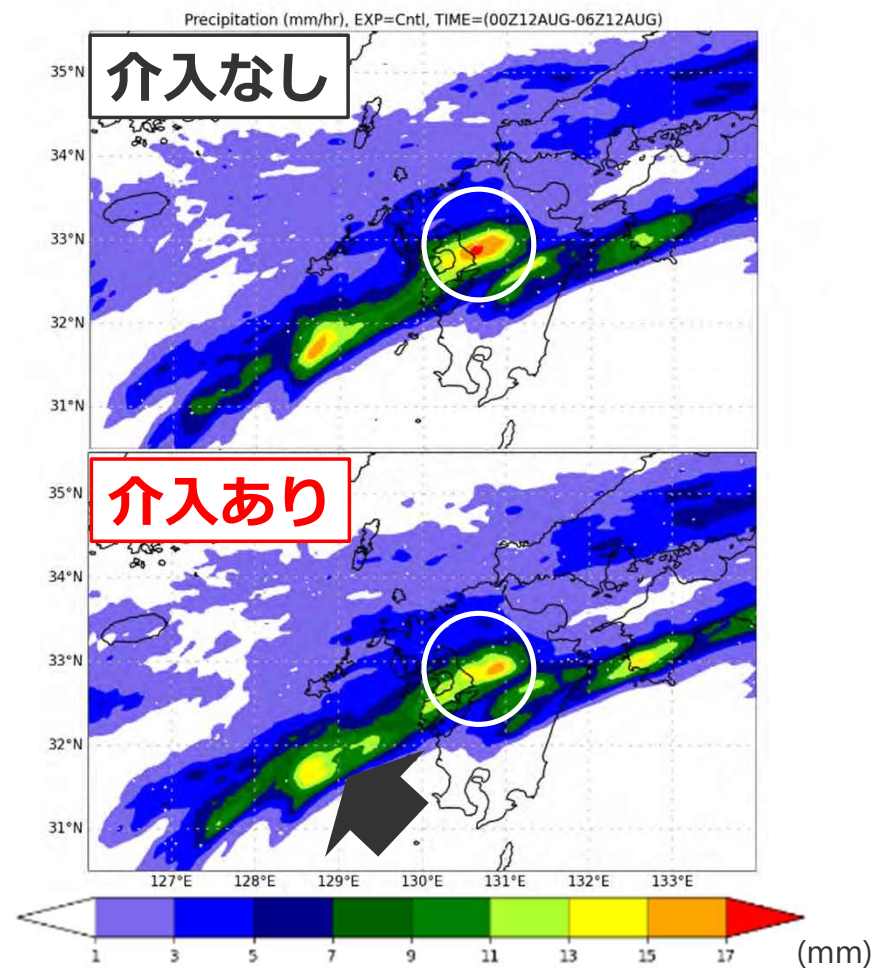 Precipitation (mm/hr), EXP=Cntl, TIME=(00Z12AUG-06Z12AUG)
介入なし
35°N
34°N
33°N
32°N
31°N
介入あり
35°N
34°N
33°N
32°N
31°N
127°E 128°E 129°E 130°E 131°E 132°E 133°E
1 3 5 7 9 11 13 15 17 (mm)